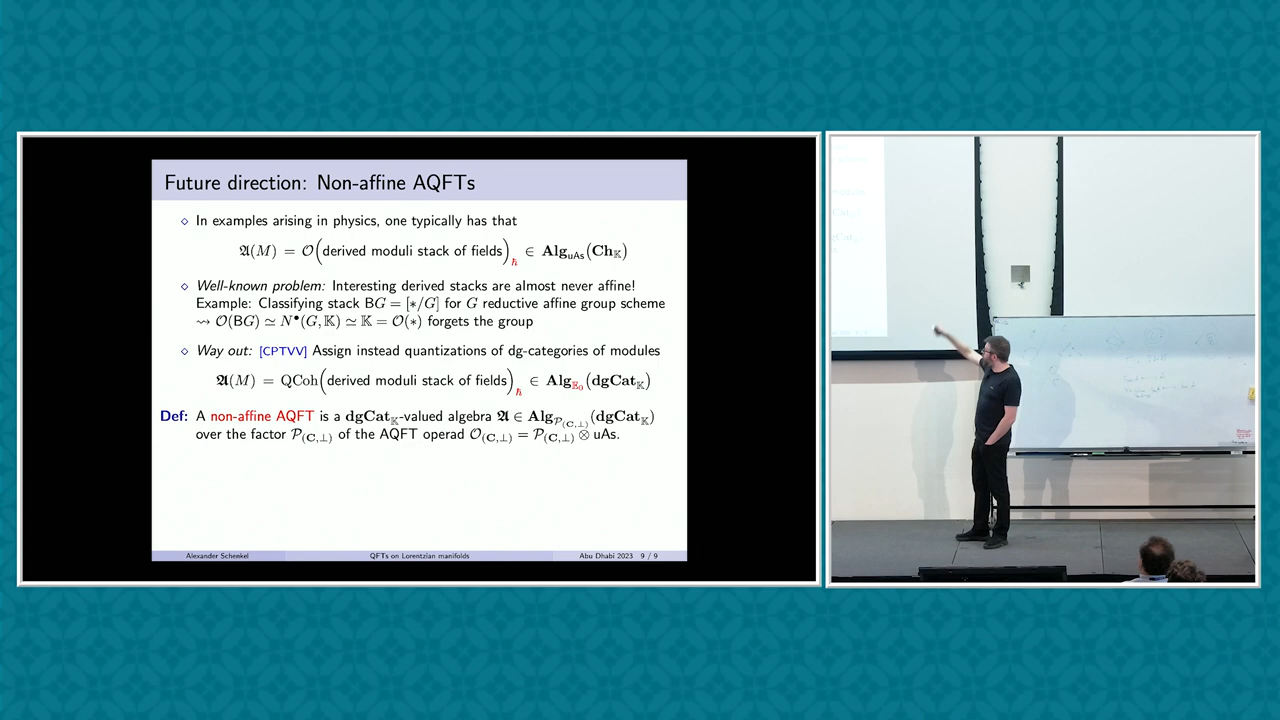 Future direction: Non-affine AQFTs
⋄ In examples arising in physics, one typically has that
𝔄(M) = 𝒪(derived moduli stack of fields)_ℏ ∈ Alg_uAs(Ch_𝕂)
⋄ Well-known problem: Interesting derived stacks are almost never affine!
Example: Classifying stack BG = [∗/G] for G reductive affine group scheme
⇝ 𝒪(BG) ≃ N^•(G, 𝕂) ≃ 𝕂 = 𝒪(∗) forgets the group
⋄ Way out: [CPTVV] Assign instead quantizations of dg-categories of modules
𝔄(M) = QCoh(derived moduli stack of fields)_ℏ ∈ Alg_𝔼₀(dgCat_𝕂)
Def: A non-affine AQFT is a dgCat_𝕂-valued algebra 𝔄 ∈ Alg_𝒫(C,⊥)(dgCat_𝕂)
over the factor 𝒫_(C,⊥) of the AQFT operad 𝒪_(C,⊥) = 𝒫_(C,⊥) ⊗ uAs.
Alexander Schenkel QFTs on Lorentzian manifolds Abu Dhabi 2023 9 / 9